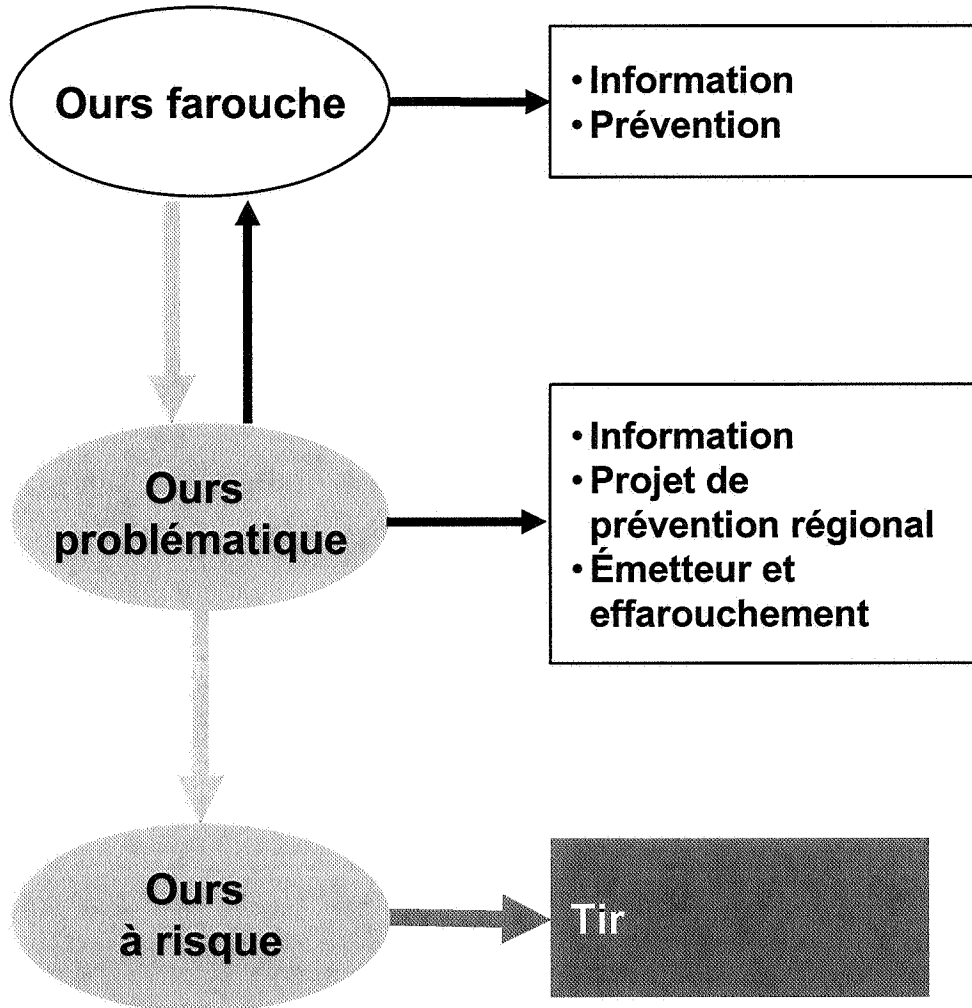 Ours farouche
• Information
• Prévention
Ours
problématique
• Information
• Projet de
prévention régional
• Émetteur et
effarouchement
Ours
à risque
Tir